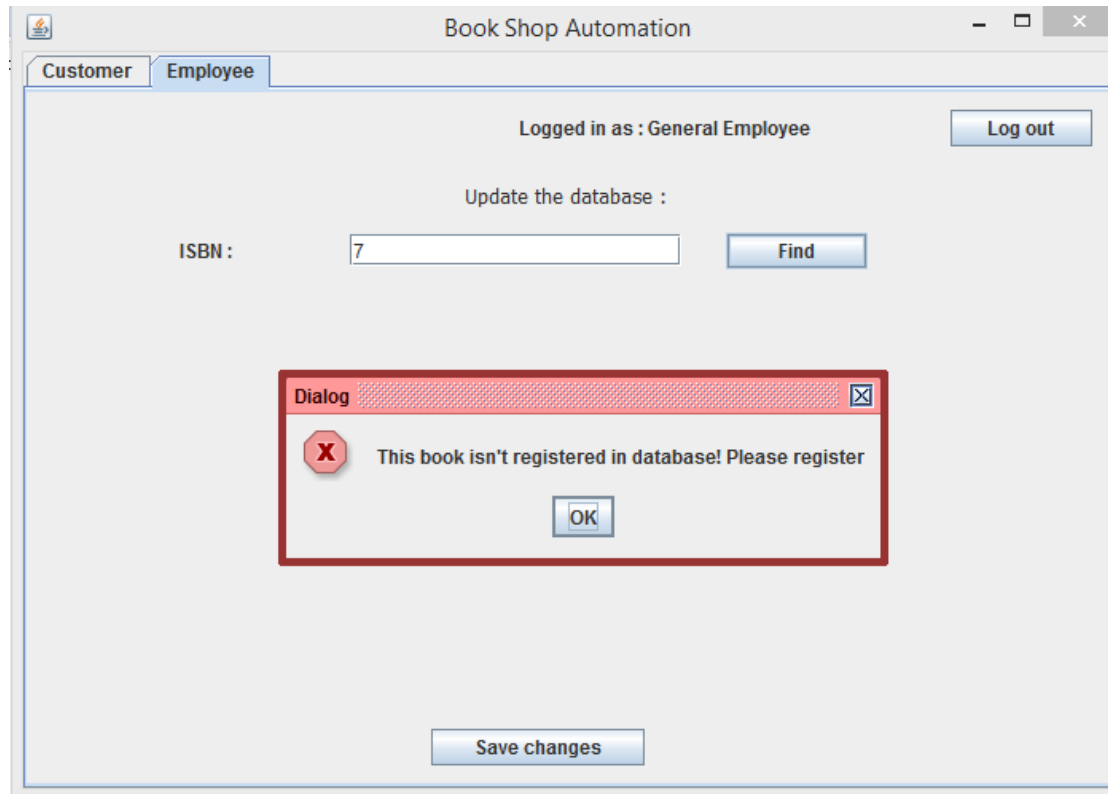 Book Shop Automation
Customer Employee
Logged in as : General Employee Log out
Update the database :
ISBN : 7 Find
Dialog
This book isn't registered in database! Please register
OK
Save changes